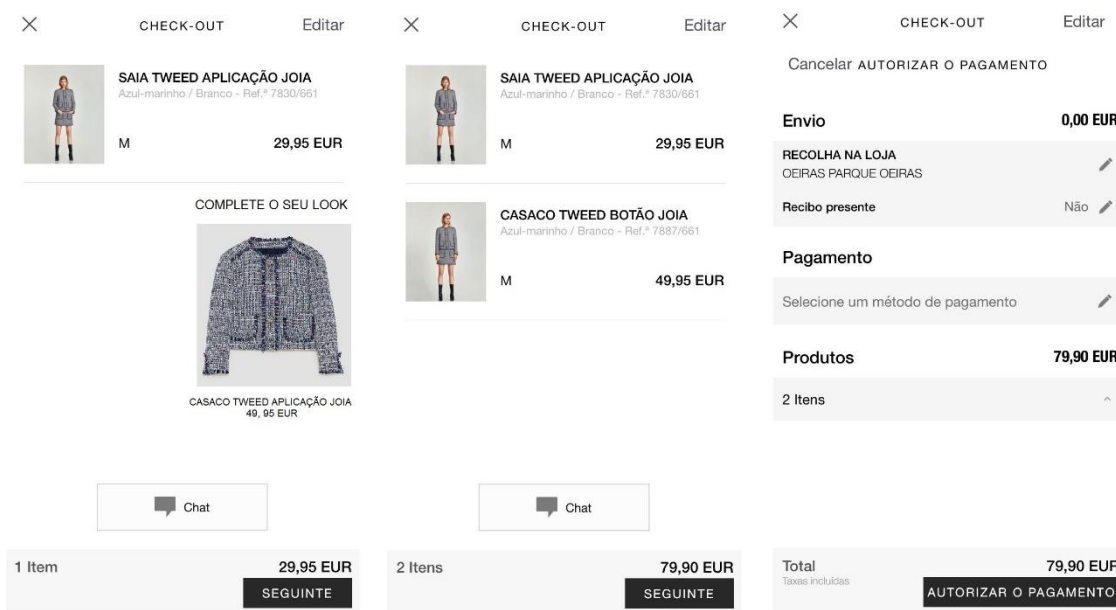 CHECK-OUT
Editar
SAIA TWEED APLICAÇÃO JOIA
Azul-marinho / Branco - Ref.ª 7830/661
M
29,95 EUR
COMPLETE O SEU LOOK
CASACO TWEED APLICAÇÃO JOIA
49, 95 EUR
Chat
1 Item
29,95 EUR
SEGUINTE
CHECK-OUT
Editar
SAIA TWEED APLICAÇÃO JOIA
Azul-marinho / Branco - Ref.ª 7830/661
M
29,95 EUR
CASACO TWEED BOTÃO JOIA
Azul-marinho / Branco - Ref.ª 7887/661
M
49,95 EUR
Chat
2 Itens
79,90 EUR
SEGUINTE
CHECK-OUT
Editar
Cancelar AUTORIZAR O PAGAMENTO
Envio
0,00 EUR
RECOLHA NA LOJA
OEIRAS PARQUE OEIRAS
Recibo presente
Não
Pagamento
Selecione um método de pagamento
Produtos
79,90 EUR
2 Itens
Total
79,90 EUR
Taxas incluídas
AUTORIZAR O PAGAMENTO